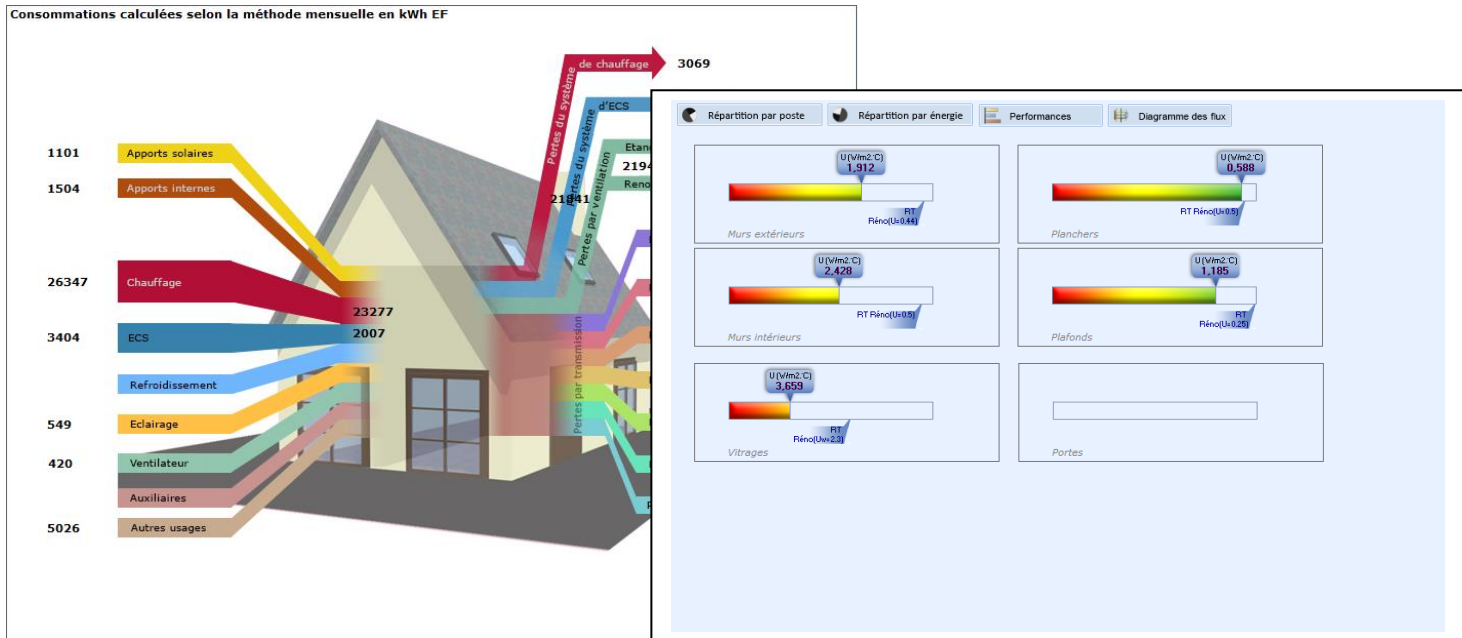 Consommations calculées selon la méthode mensuelle en kWh EF
de chauffage
3069
Pertes du système
d'ECS
Pertes du système
Pertes par ventilation
2194
21941
1101
Apports solaires
1504
Apports internes
26347
Chauffage
23277
3404
ECS
2007
Refroidissement
549
Eclairage
420
Ventilateur
Auxiliaires
5026
Autres usages
Pertes par transmission
Répartition par poste
Répartition par énergie
Performances
Diagramme des flux
U (W/m2.°C)
1,912
RT
Réno(U=0.44)
Murs extérieurs
U (W/m2.°C)
0,588
RT Réno(U=0.5)
Planchers
U (W/m2.°C)
2,428
RT Réno(U=0.5)
Murs intérieurs
U (W/m2.°C)
1,185
RT
Réno(U=0.25)
Plafonds
U (W/m2.°C)
3,659
RT
Réno(Uw=2.3)
Vitrages
Portes